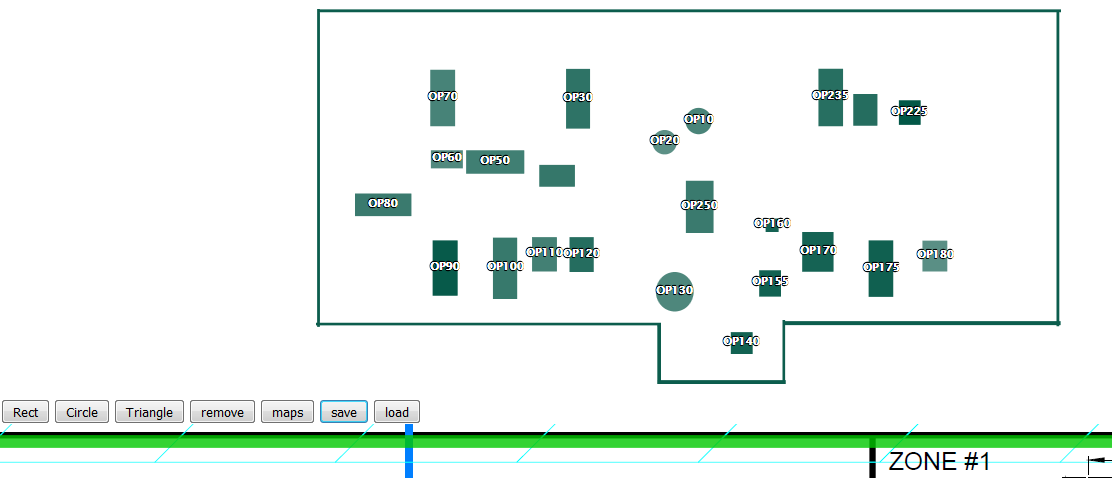 OP70
OP30
OP235
OP225
OP10
OP20
OP60
OP50
OP80
OP250
OP160
OP90
OP100
OP110
OP120
OP170
OP175
OP180
OP130
OP155
OP140
Rect Circle Triangle remove maps save load
ZONE #1